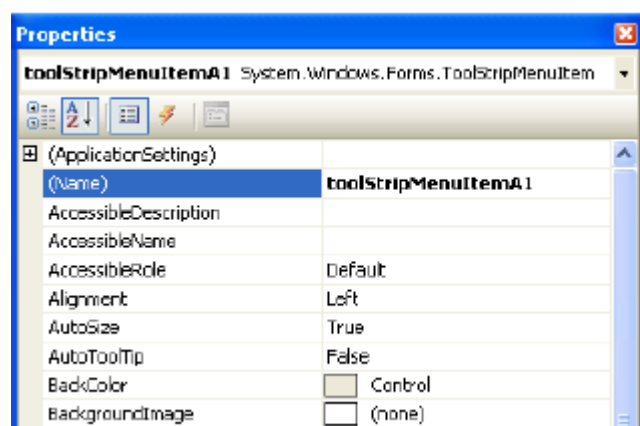 Properties
toolStripMenuItemA1 System.Windows.Forms.ToolStripMenuItem
(ApplicationSettings)
(Name) toolStripMenuItemA1
AccessibleDescription
AccessibleName
AccessibleRole Default
Alignment Left
AutoSize True
AutoToolTip False
BackColor Control
BackgroundImage (none)